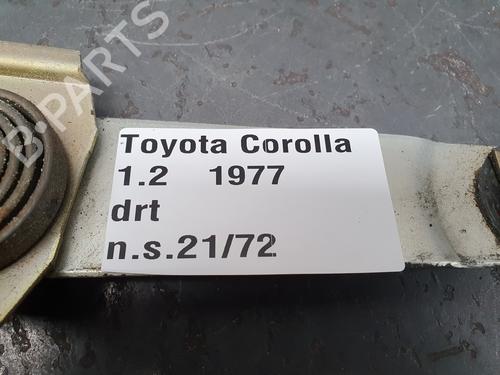 B-PARTS
Toyota Corolla
1.2 1977
drt
n.s.21/72